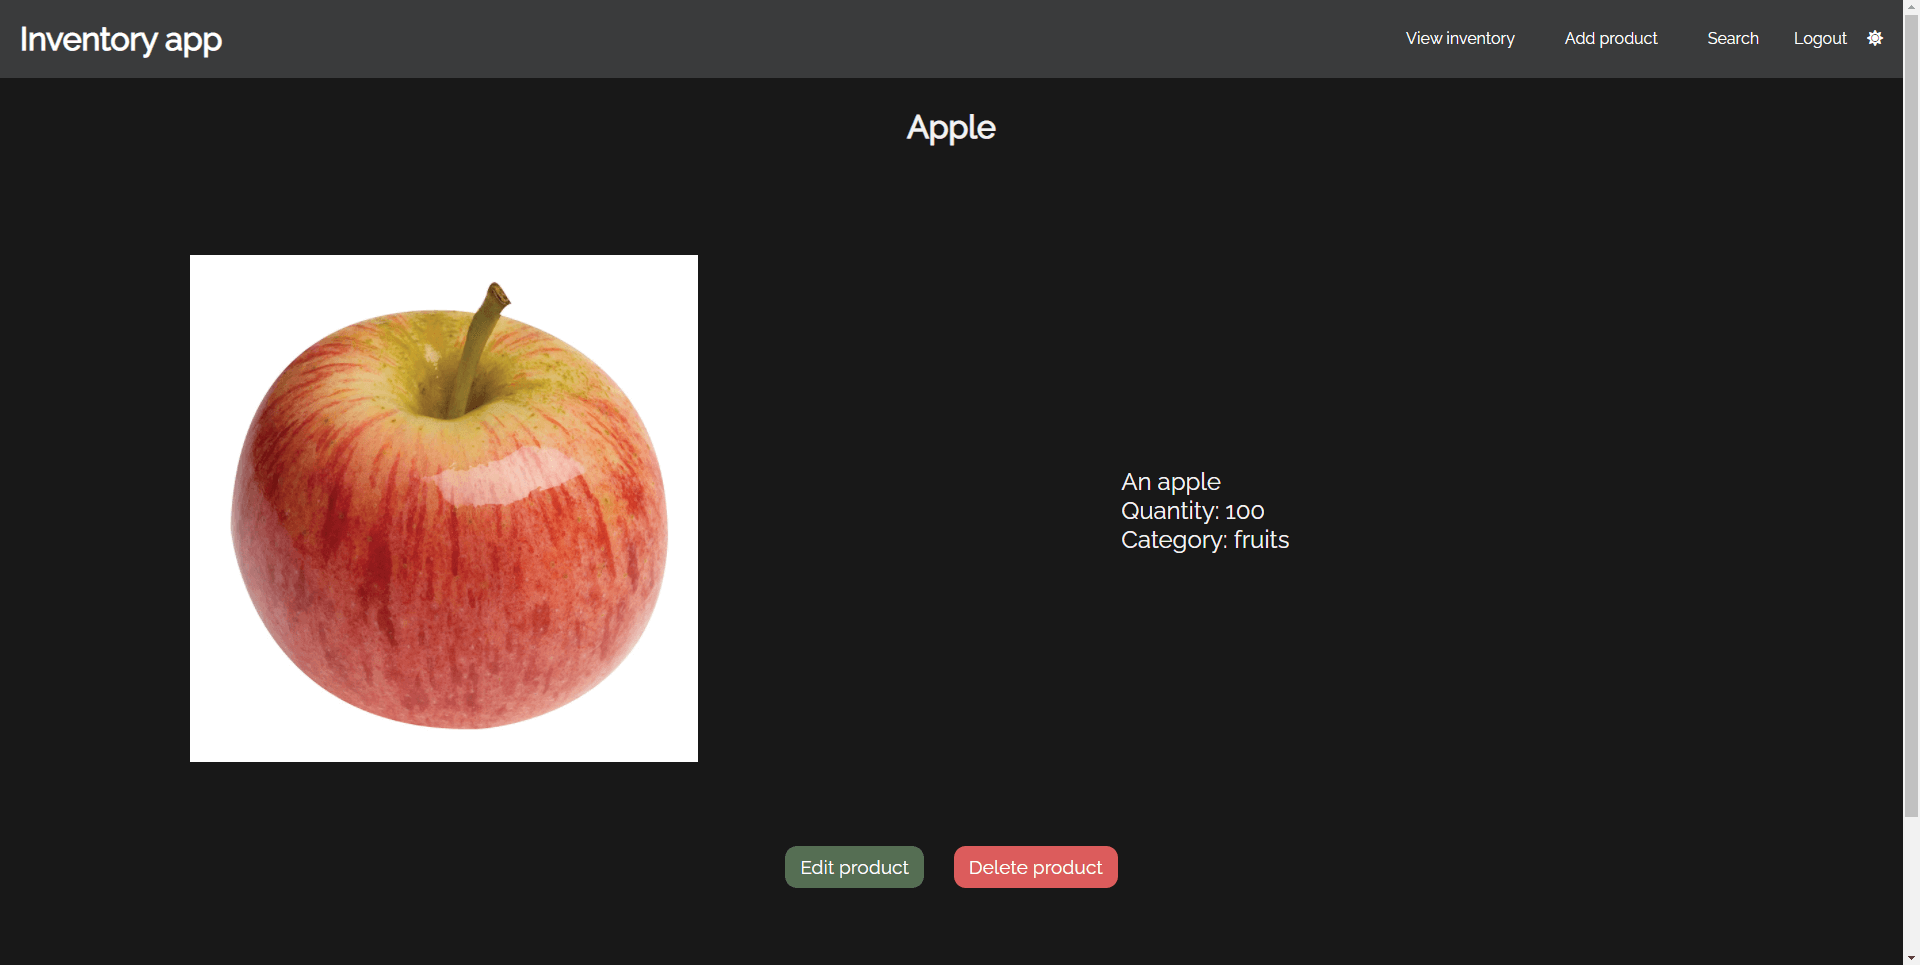 Inventory app
View inventory
Add product
Search
Logout
Apple
An apple
Quantity: 100
Category: fruits
Edit product
Delete product